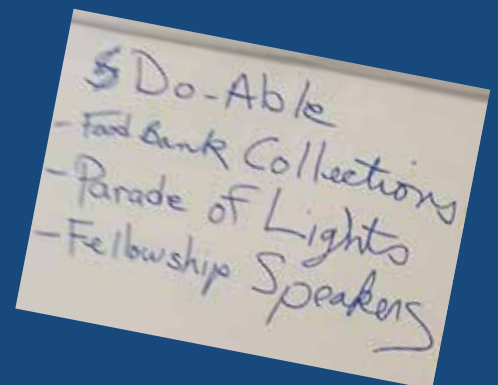 $ Do-Able
- Food Bank Collections
- Parade of Lights
- Fellowship Speakers